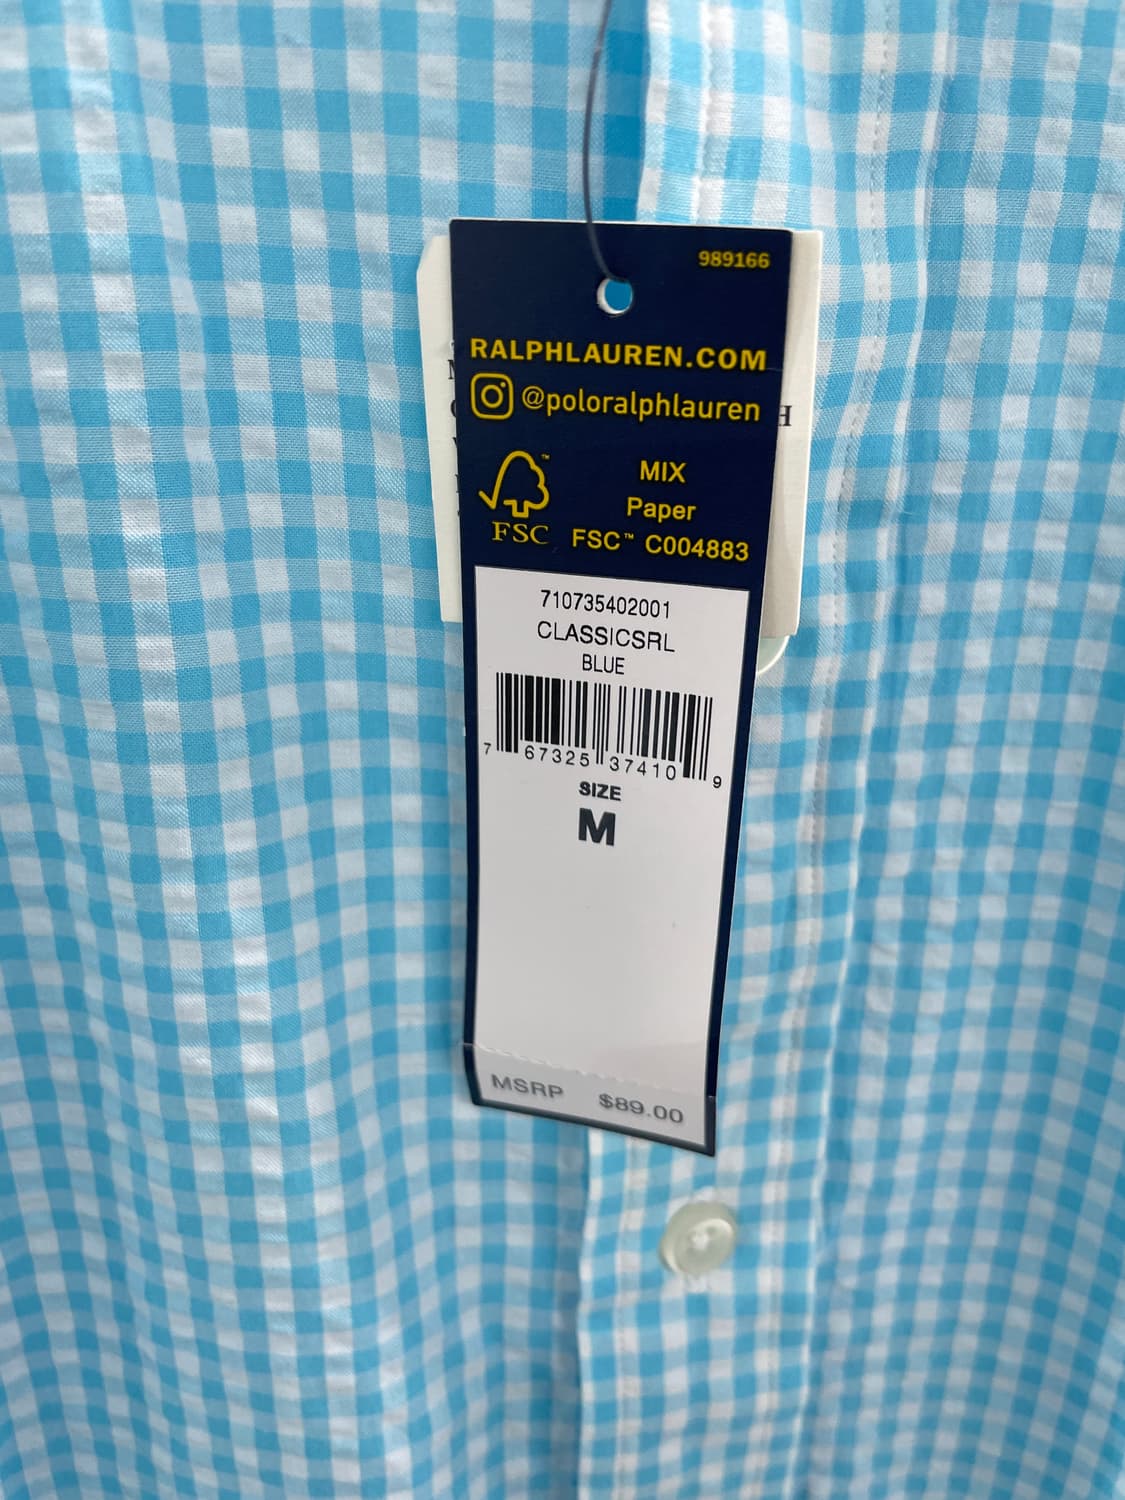 989166
RALPHLAUREN.COM
@poloralphlauren
MIX
Paper
FSC
FSC™ C004883
710735402001
CLASSICSRL
BLUE
7 67325 37410 9
SIZE
M
MSRP $89.00